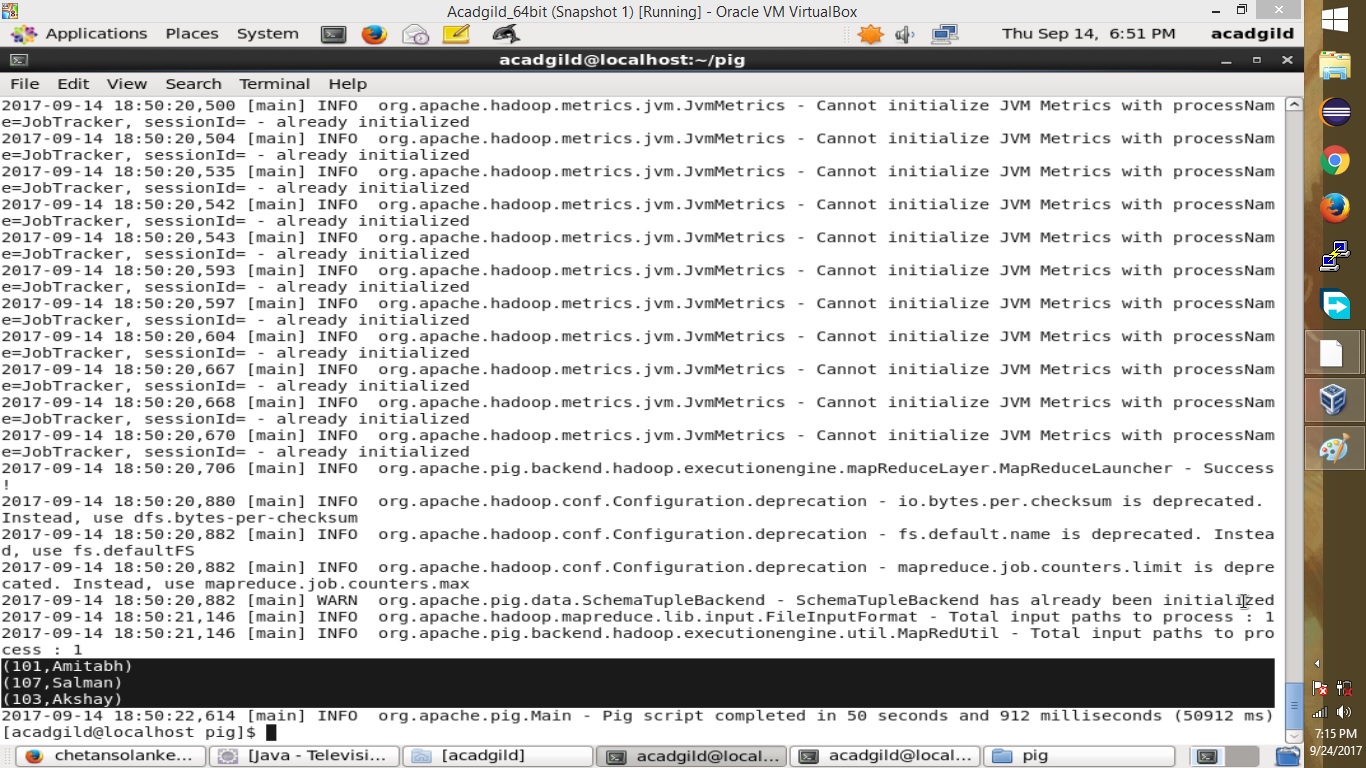 Acadgild_64bit (Snapshot 1) [Running] - Oracle VM VirtualBox
Applications Places System Thu Sep 14, 6:51 PM acadgild
acadgild@localhost:~/pig
File Edit View Search Terminal Help
2017-09-14 18:50:20,500 [main] INFO  org.apache.hadoop.metrics.jvm.JvmMetrics - Cannot initialize JVM Metrics with processNam
e=JobTracker, sessionId= - already initialized
2017-09-14 18:50:20,504 [main] INFO  org.apache.hadoop.metrics.jvm.JvmMetrics - Cannot initialize JVM Metrics with processNam
e=JobTracker, sessionId= - already initialized
2017-09-14 18:50:20,535 [main] INFO  org.apache.hadoop.metrics.jvm.JvmMetrics - Cannot initialize JVM Metrics with processNam
e=JobTracker, sessionId= - already initialized
2017-09-14 18:50:20,542 [main] INFO  org.apache.hadoop.metrics.jvm.JvmMetrics - Cannot initialize JVM Metrics with processNam
e=JobTracker, sessionId= - already initialized
2017-09-14 18:50:20,543 [main] INFO  org.apache.hadoop.metrics.jvm.JvmMetrics - Cannot initialize JVM Metrics with processNam
e=JobTracker, sessionId= - already initialized
2017-09-14 18:50:20,593 [main] INFO  org.apache.hadoop.metrics.jvm.JvmMetrics - Cannot initialize JVM Metrics with processNam
e=JobTracker, sessionId= - already initialized
2017-09-14 18:50:20,597 [main] INFO  org.apache.hadoop.metrics.jvm.JvmMetrics - Cannot initialize JVM Metrics with processNam
e=JobTracker, sessionId= - already initialized
2017-09-14 18:50:20,604 [main] INFO  org.apache.hadoop.metrics.jvm.JvmMetrics - Cannot initialize JVM Metrics with processNam
e=JobTracker, sessionId= - already initialized
2017-09-14 18:50:20,667 [main] INFO  org.apache.hadoop.metrics.jvm.JvmMetrics - Cannot initialize JVM Metrics with processNam
e=JobTracker, sessionId= - already initialized
2017-09-14 18:50:20,668 [main] INFO  org.apache.hadoop.metrics.jvm.JvmMetrics - Cannot initialize JVM Metrics with processNam
e=JobTracker, sessionId= - already initialized
2017-09-14 18:50:20,670 [main] INFO  org.apache.hadoop.metrics.jvm.JvmMetrics - Cannot initialize JVM Metrics with processNam
e=JobTracker, sessionId= - already initialized
2017-09-14 18:50:20,706 [main] INFO  org.apache.pig.backend.hadoop.executionengine.mapReduceLayer.MapReduceLauncher - Success
!
2017-09-14 18:50:20,880 [main] INFO  org.apache.hadoop.conf.Configuration.deprecation - io.bytes.per.checksum is deprecated.
Instead, use dfs.bytes-per-checksum
2017-09-14 18:50:20,882 [main] INFO  org.apache.hadoop.conf.Configuration.deprecation - fs.default.name is deprecated. Instea
d, use fs.defaultFS
2017-09-14 18:50:20,882 [main] INFO  org.apache.hadoop.conf.Configuration.deprecation - mapreduce.job.counters.limit is depre
cated. Instead, use mapreduce.job.counters.max
2017-09-14 18:50:20,882 [main] WARN  org.apache.pig.data.SchemaTupleBackend - SchemaTupleBackend has already been initialized
2017-09-14 18:50:21,146 [main] INFO  org.apache.hadoop.mapreduce.lib.input.FileInputFormat - Total input paths to process : 1
2017-09-14 18:50:21,146 [main] INFO  org.apache.pig.backend.hadoop.executionengine.util.MapRedUtil - Total input paths to pro
cess : 1
(101,Amitabh)
(107,Salman)
(103,Akshay)
2017-09-14 18:50:22,614 [main] INFO  org.apache.pig.Main - Pig script completed in 50 seconds and 912 milliseconds (50912 ms)
[acadgild@localhost pig]$
chetansolanke... [Java - Televisi... [acadgild] acadgild@local... acadgild@local... pig
7:15 PM
9/24/2017